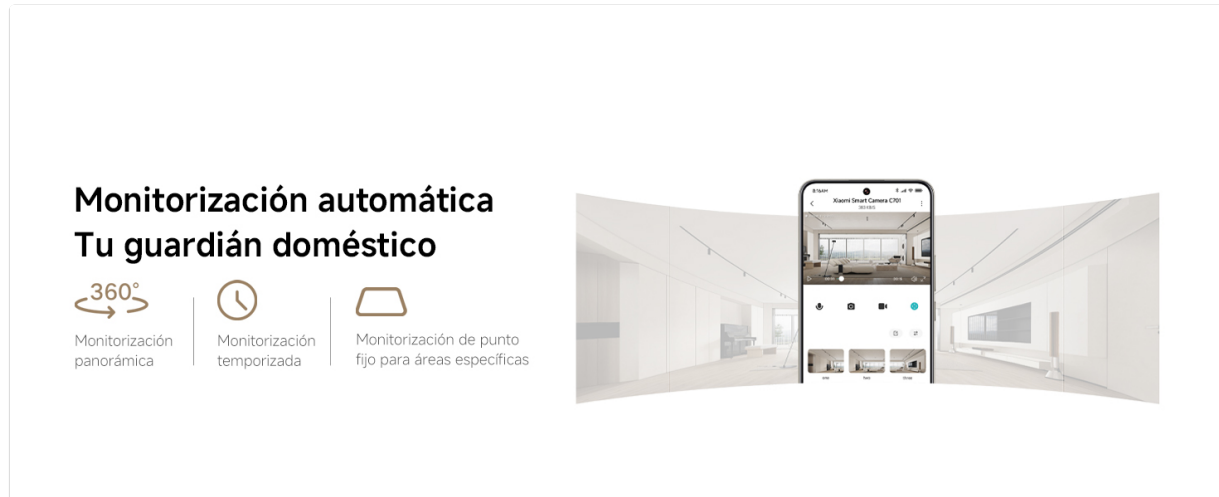 Monitorización automática
Tu guardián doméstico
360°
Monitorización
panorámica
Monitorización
temporizada
Monitorización de punto
fijo para áreas específicas
Xiaomi Smart Camera C701